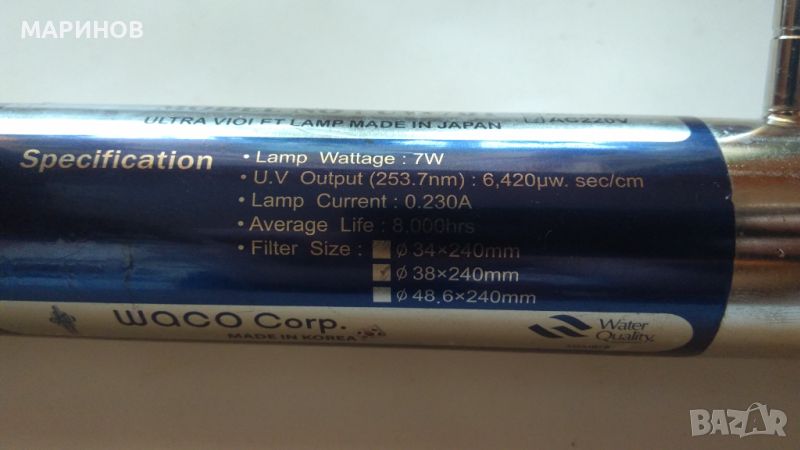 МАРИНОВ
ULTRA VIOLET LAMP MADE IN JAPAN
AC220V
Specification
• Lamp Wattage : 7W
• U.V Output (253.7nm) : 6,420µw. sec/cm
• Lamp Current : 0.230A
• Average Life : 8,000hrs
• Filter Size : ø 34×240mm
ø 38×240mm
ø 48.6×240mm
waco Corp.
MADE IN KOREA
Water
Quality
BAZAR